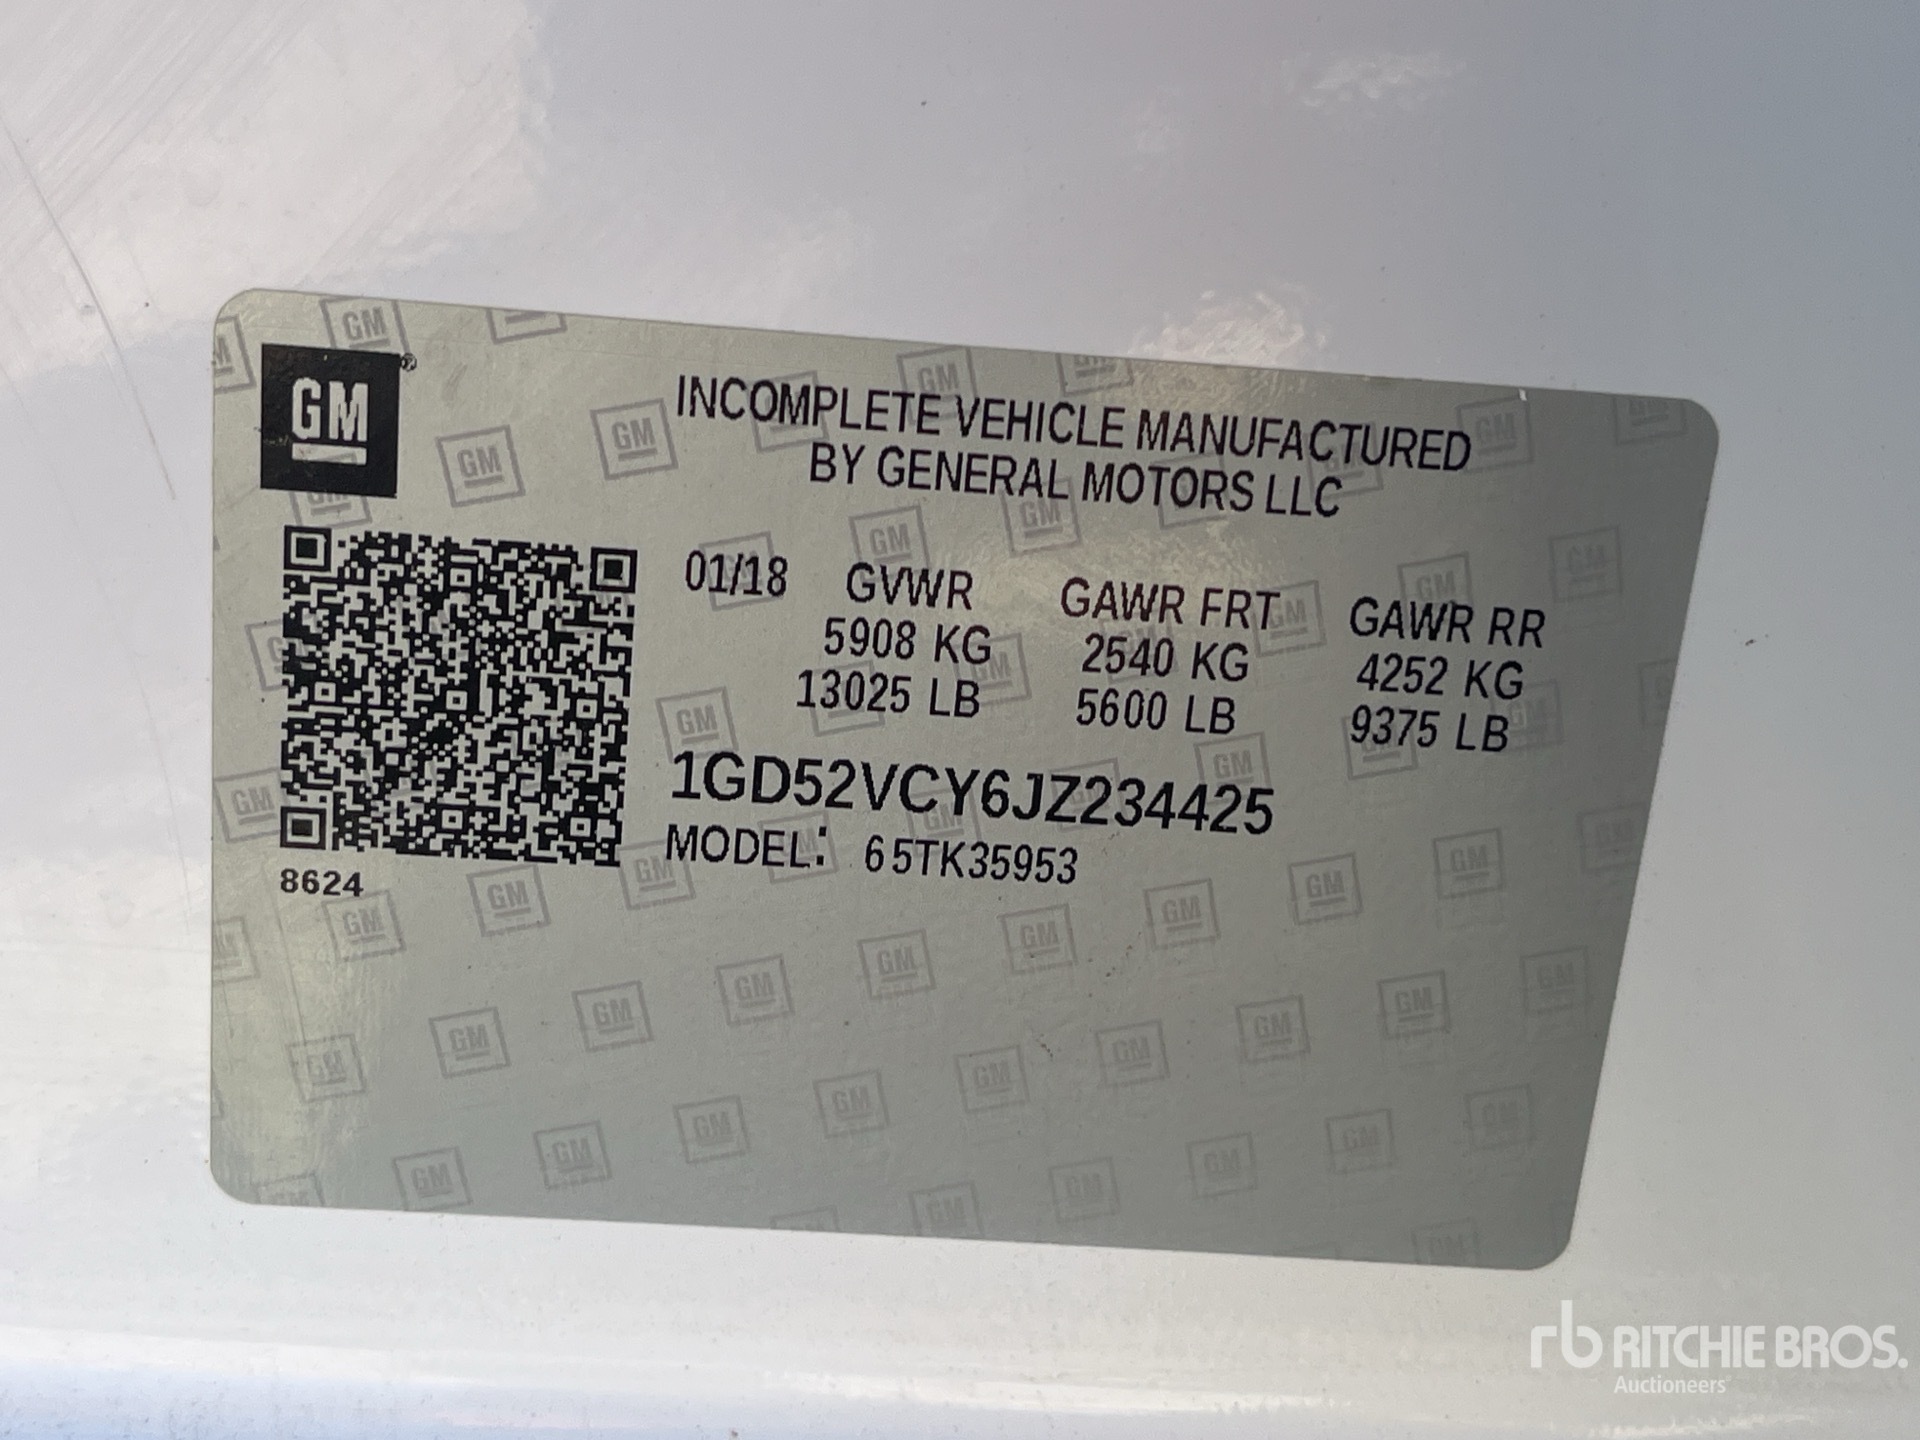 GM
INCOMPLETE VEHICLE MANUFACTURED
BY GENERAL MOTORS LLC
01/18 GVWR GAWR FRT GAWR RR
5908 KG 2540 KG 4252 KG
13025 LB 5600 LB 9375 LB
1GD52VCY6JZ234425
MODEL: 65TK35953
8624
rb RITCHIE BROS.
Auctioneers